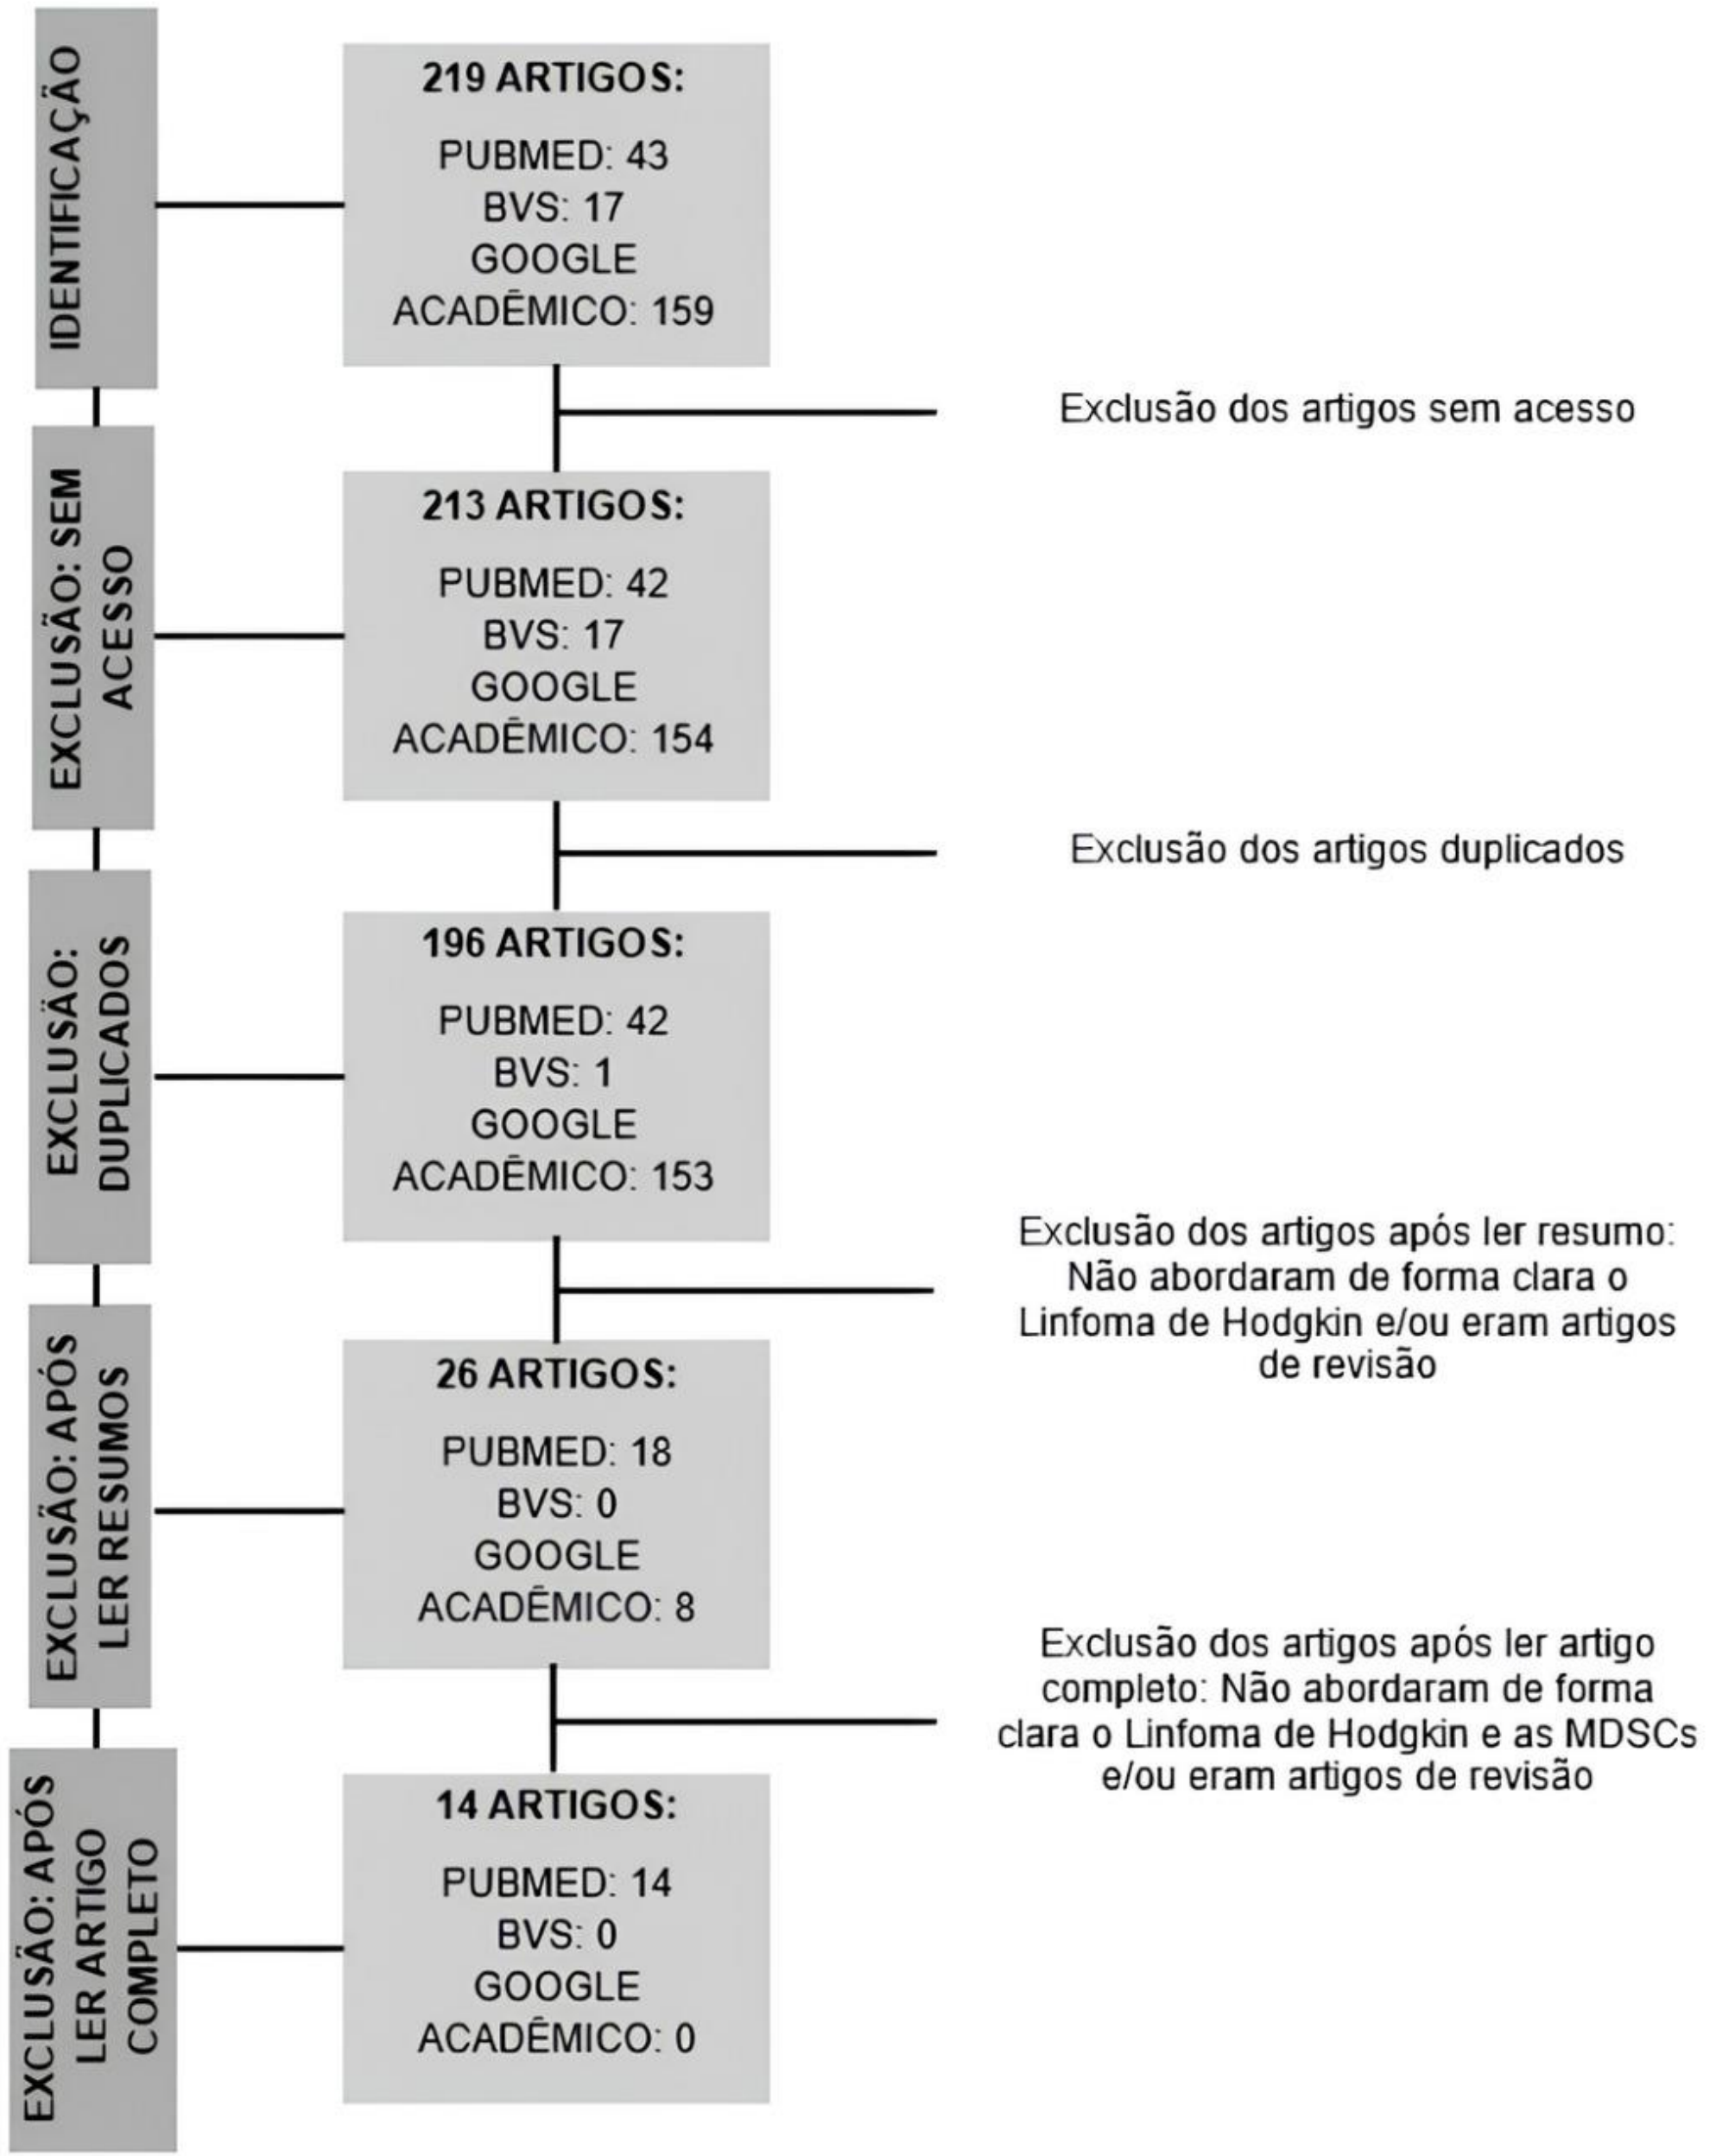 IDENTIFICAÇÃO
219 ARTIGOS:
PUBMED: 43
BVS: 17
GOOGLE
ACADÊMICO: 159
Exclusão dos artigos sem acesso
EXCLUSÃO: SEM
ACESSO
213 ARTIGOS:
PUBMED: 42
BVS: 17
GOOGLE
ACADÊMICO: 154
Exclusão dos artigos duplicados
EXCLUSÃO:
DUPLICADOS
196 ARTIGOS:
PUBMED: 42
BVS: 1
GOOGLE
ACADÊMICO: 153
Exclusão dos artigos após ler resumo:
Não abordaram de forma clara o
Linfoma de Hodgkin e/ou eram artigos
de revisão
EXCLUSÃO: APÓS
LER RESUMOS
26 ARTIGOS:
PUBMED: 18
BVS: 0
GOOGLE
ACADÊMICO: 8
Exclusão dos artigos após ler artigo
completo: Não abordaram de forma
clara o Linfoma de Hodgkin e as MDSCs
e/ou eram artigos de revisão
EXCLUSÃO: APÓS
LER ARTIGO
COMPLETO
14 ARTIGOS:
PUBMED: 14
BVS: 0
GOOGLE
ACADÊMICO: 0